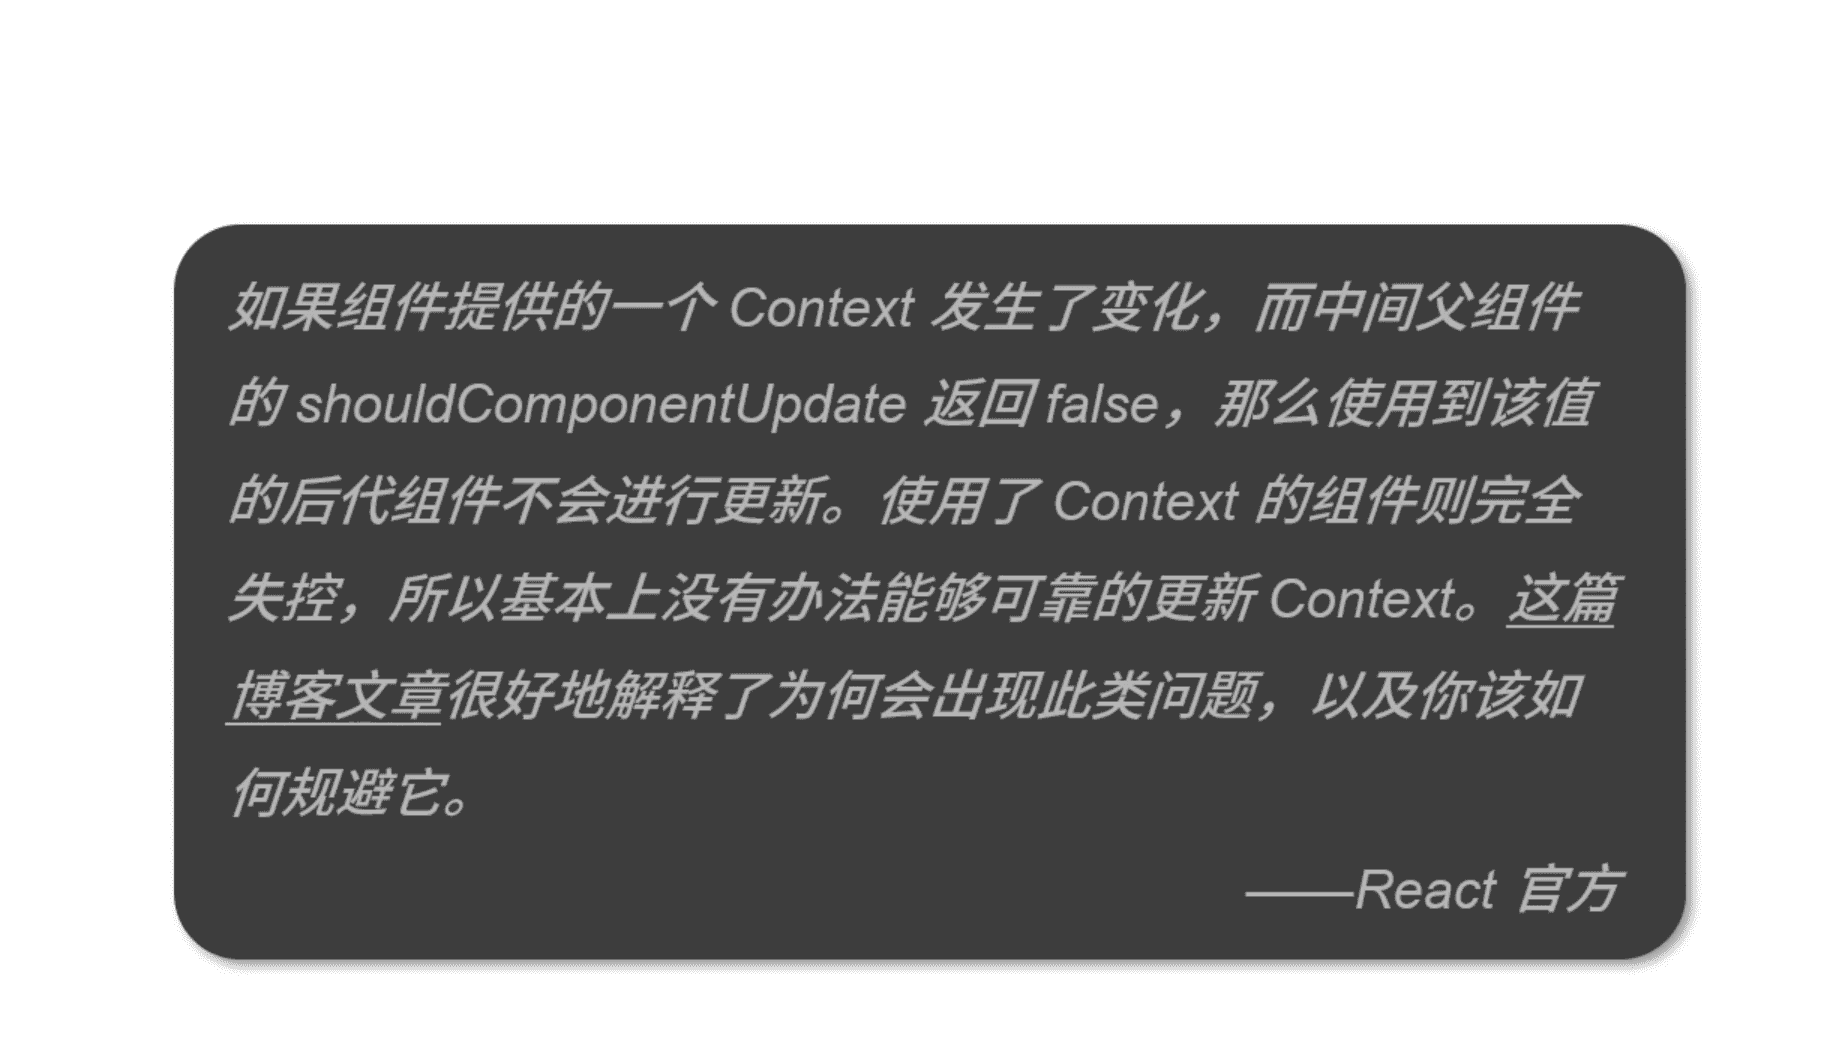 如果组件提供的一个 Context 发生了变化，而中间父组件
的 shouldComponentUpdate 返回 false，那么使用到该值
的后代组件不会进行更新。使用了 Context 的组件则完全
失控，所以基本上没有办法能够可靠的更新 Context。这篇
博客文章很好地解释了为何会出现此类问题，以及你该如
何规避它。
——React 官方